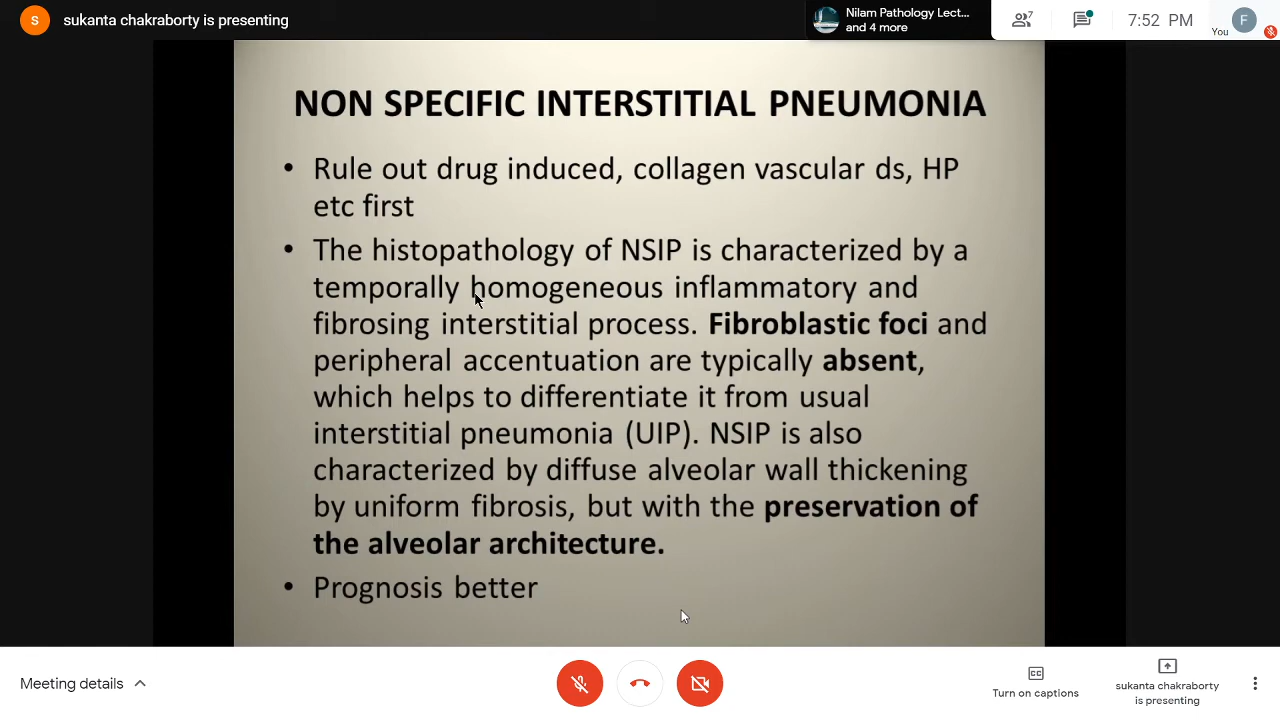 S
sukanta chakraborty is presenting
Nilam Pathology Lect...
and 4 more
7
7:52 PM
F
You
NON SPECIFIC INTERSTITIAL PNEUMONIA
• Rule out drug induced, collagen vascular ds, HP
etc first
• The histopathology of NSIP is characterized by a
temporally homogeneous inflammatory and
fibrosing interstitial process. Fibroblastic foci and
peripheral accentuation are typically absent,
which helps to differentiate it from usual
interstitial pneumonia (UIP). NSIP is also
characterized by diffuse alveolar wall thickening
by uniform fibrosis, but with the preservation of
the alveolar architecture.
• Prognosis better
Meeting details
CC
Turn on captions
sukanta chakraborty
is presenting